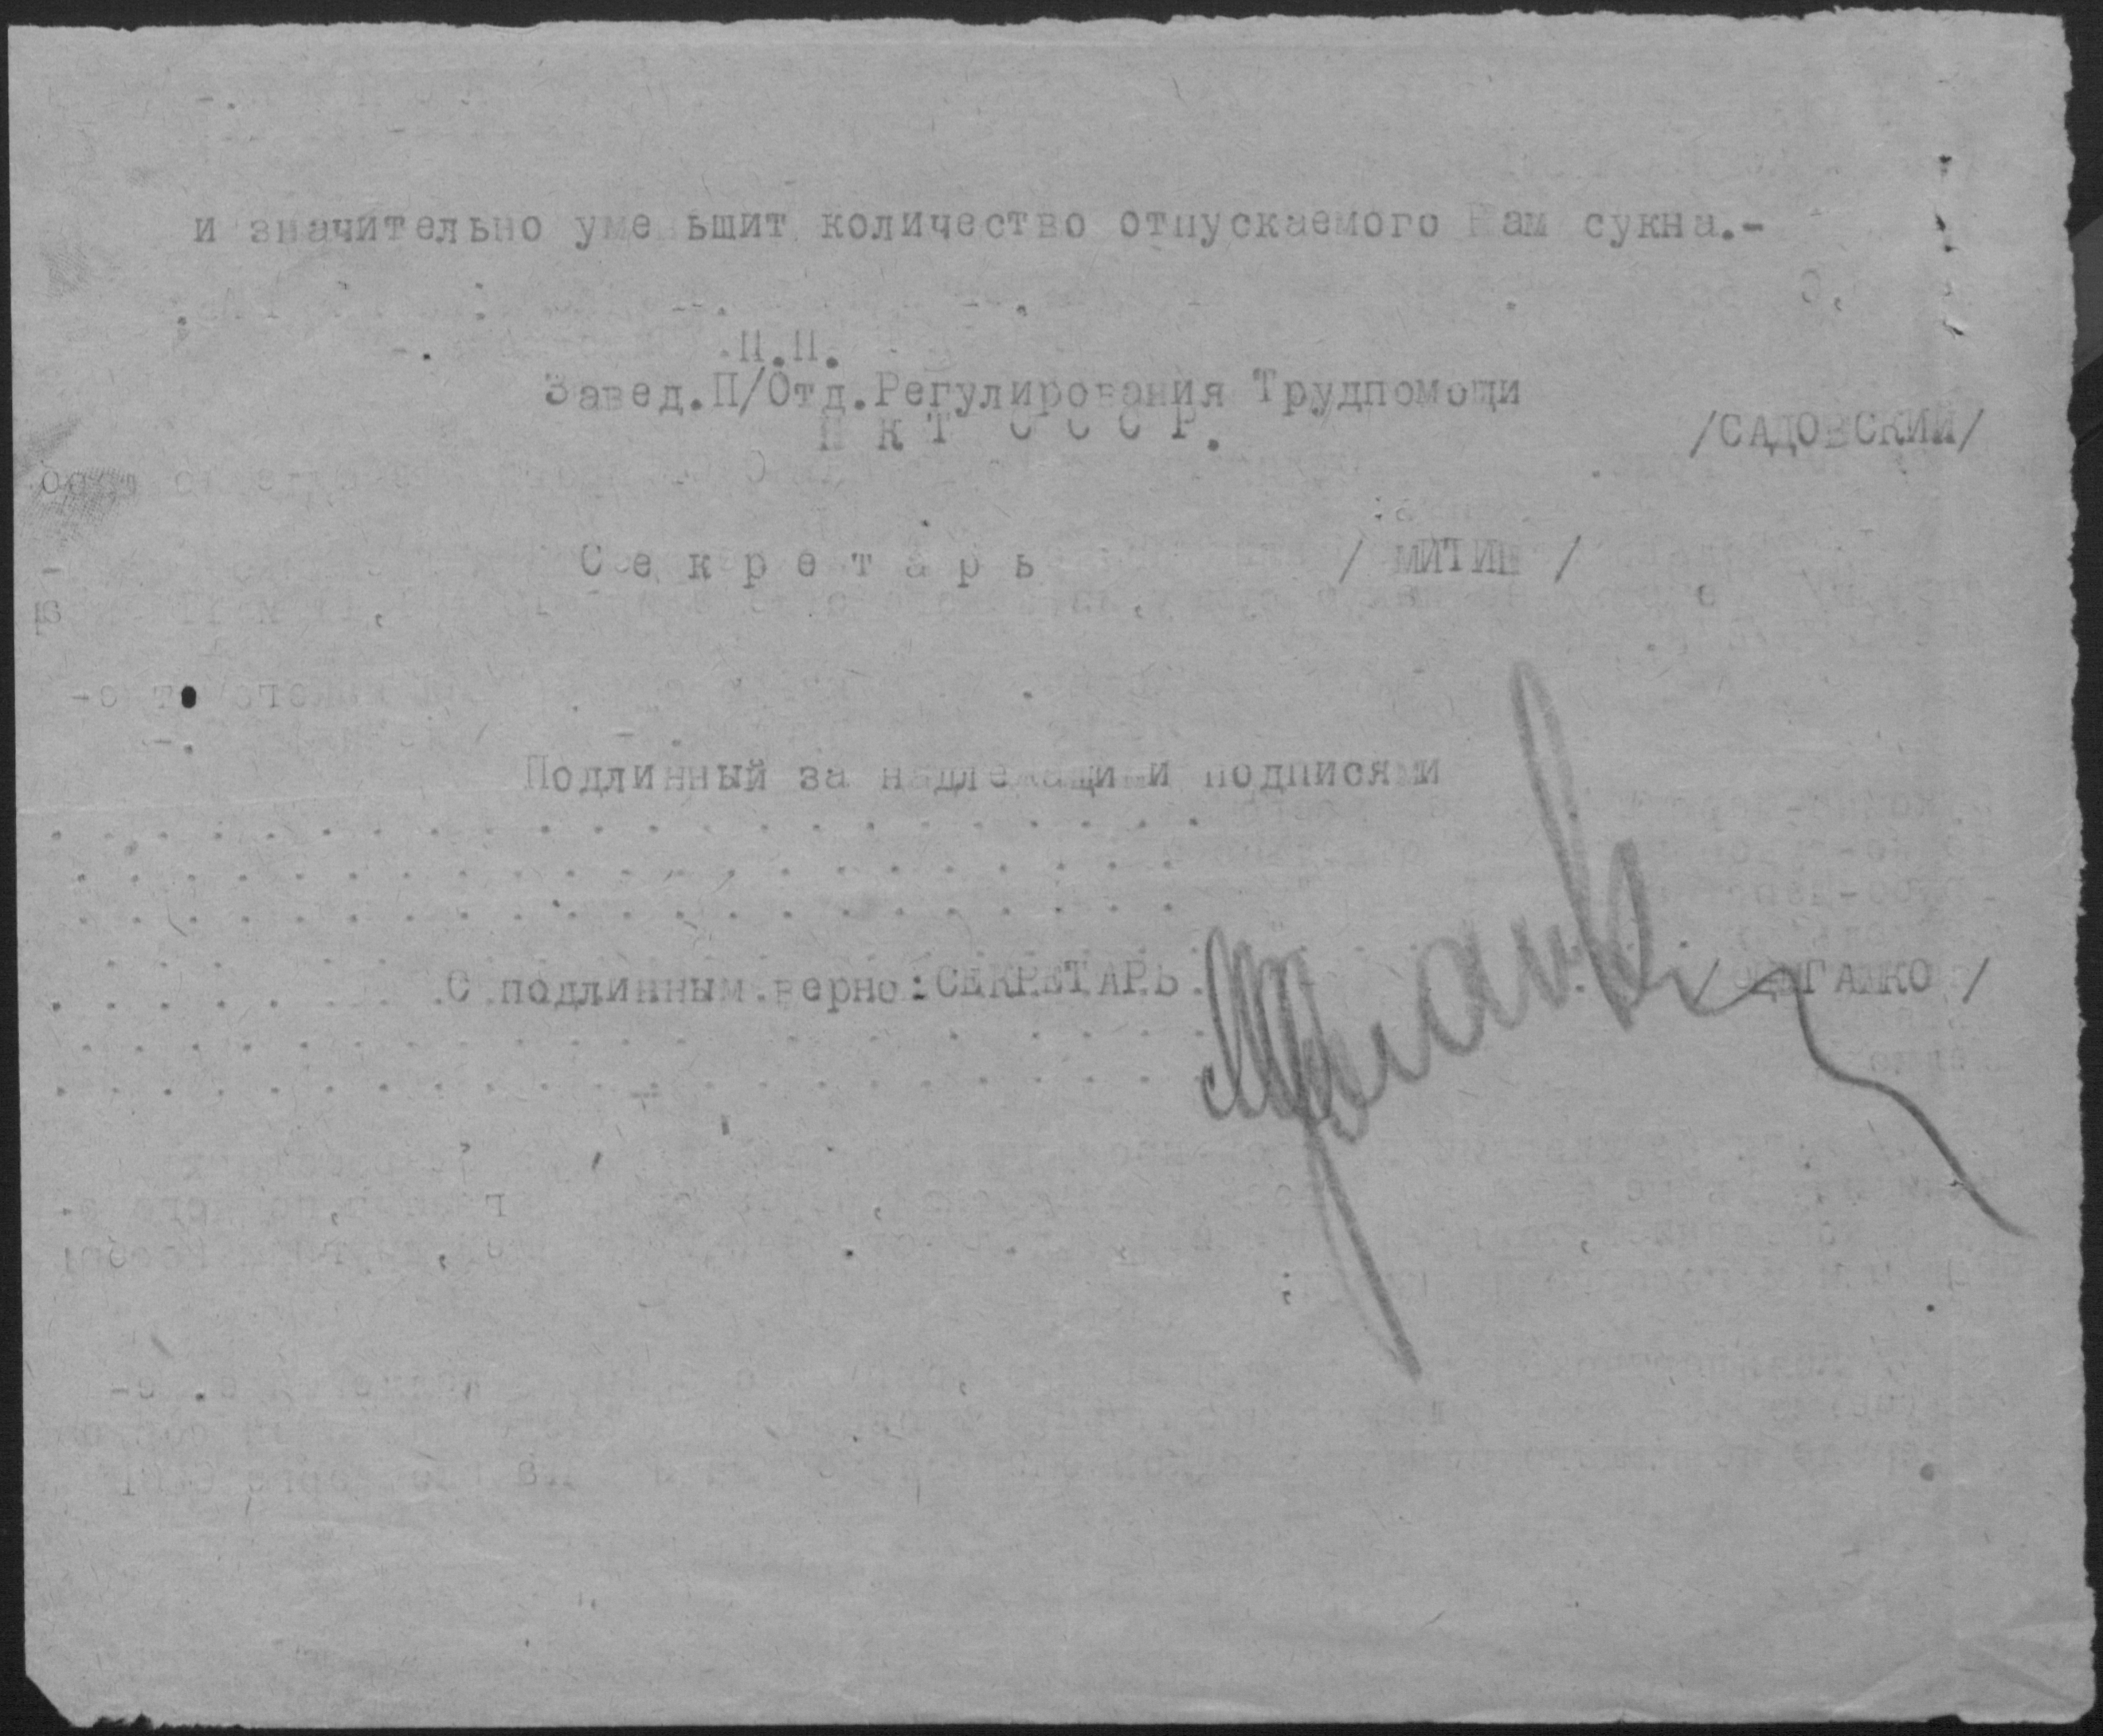 и значительно уменьшит количество отпускаемого Вам сукна.-
П.П.
Завед.П/Отд.Регулирования Трудпомощи
НКТ СССР.
/САДОВСКИЙ/
Секретарь / МИТИН /
Подлинный за надлежащими подписями
С подлинным верно: СЕКРЕТАРЬ